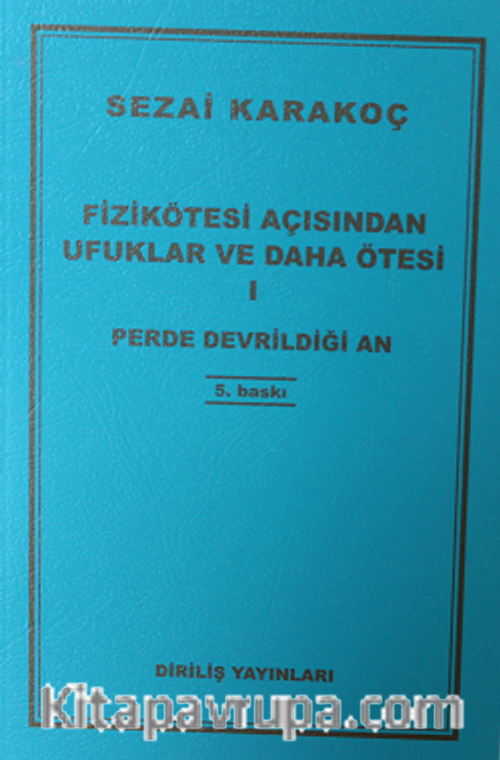 SEZAİ KARAKOÇ
FİZİKÖTESİ AÇISINDAN
UFUKLAR VE DAHA ÖTESİ
I
PERDE DEVRİLDİĞİ AN
5. baskı
DİRİLİŞ YAYINLARI
Kitapavrupa.com